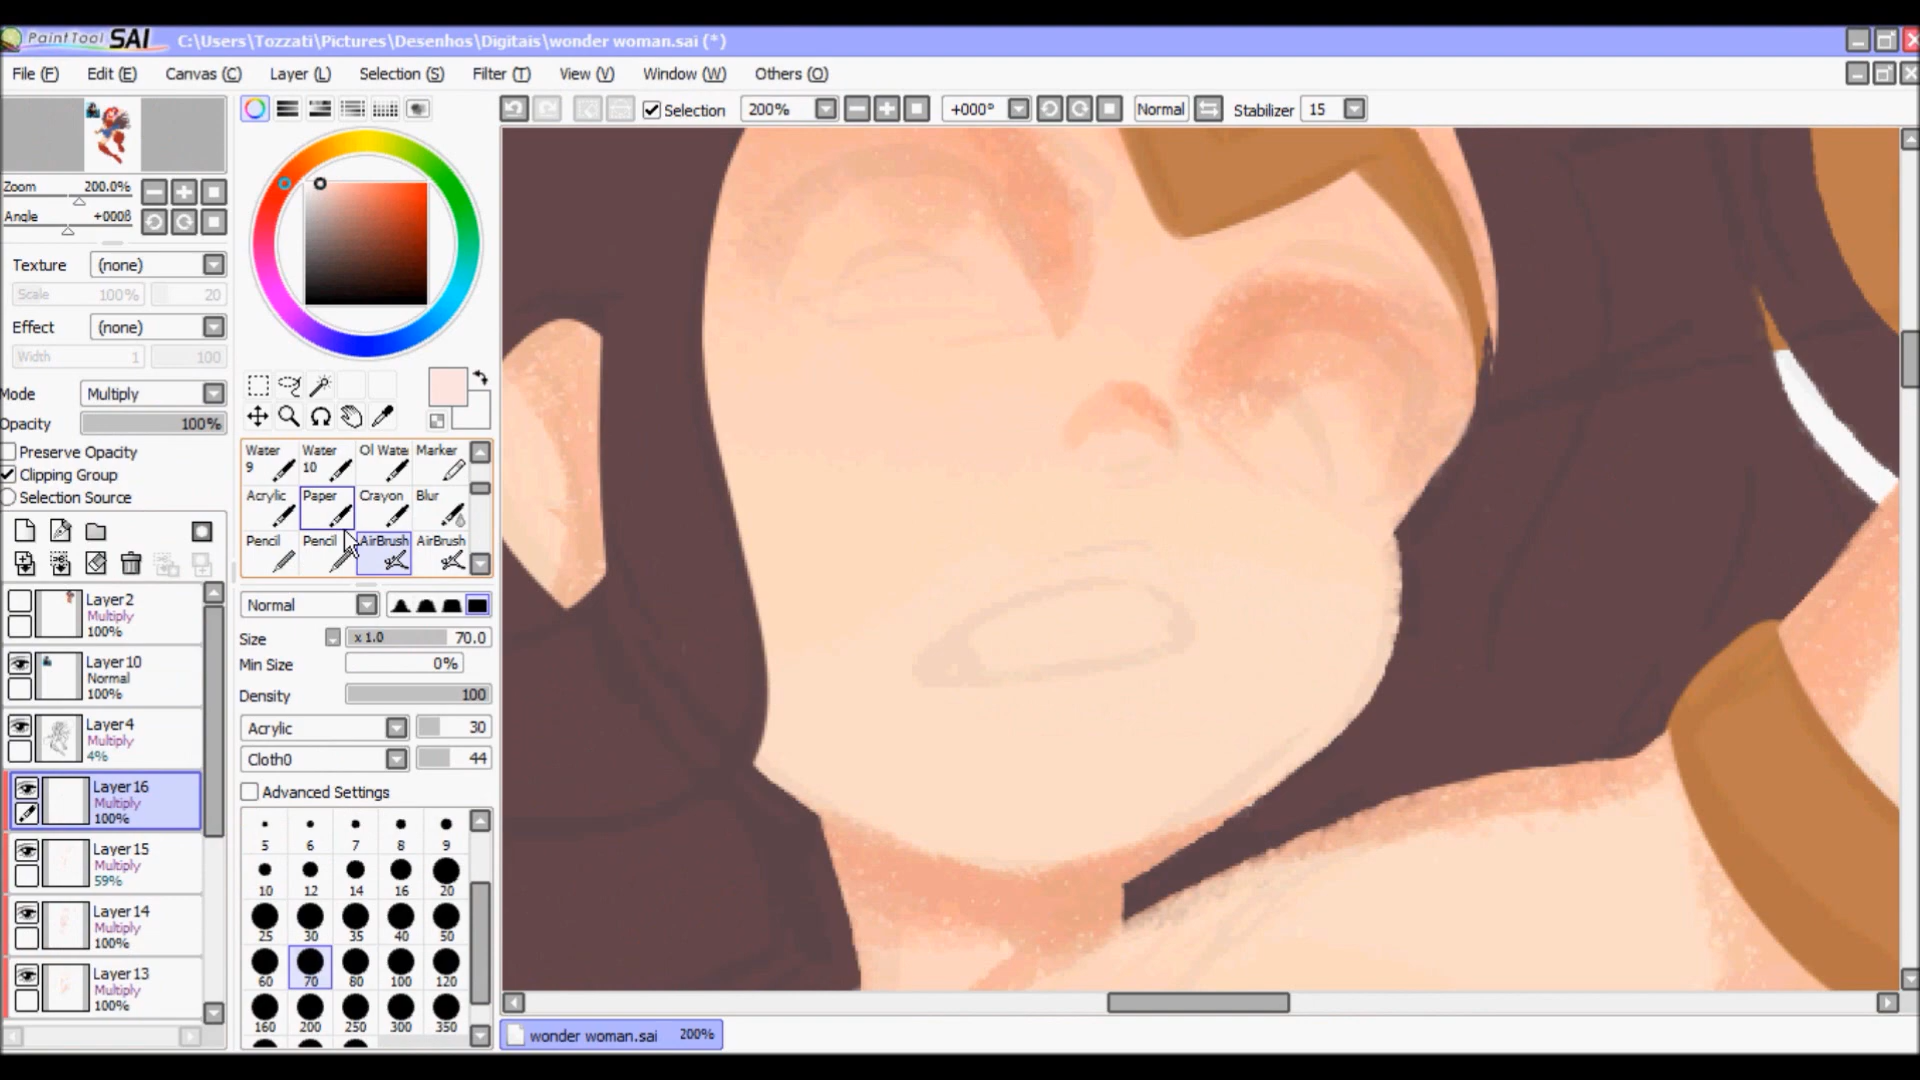 PaintTool SAI C:\Users\Tozzati\Pictures\Desenhos\Digitais\wonder woman.sai (*)
File (F) Edit (E) Canvas (C) Layer (L) Selection (S) Filter (T) View (V) Window (W) Others (O)
Selection 200% +000° Normal Stabilizer 15
Zoom 200.0%
Angle +000ß
Texture (none)
Scale 100% 20
Effect (none)
Width 1 100
Mode Multiply
Opacity 100%
Preserve Opacity
Clipping Group
Selection Source
Layer2
Multiply
100%
Layer10
Normal
100%
Layer4
Multiply
4%
Layer16
Multiply
100%
Layer15
Multiply
59%
Layer14
Multiply
100%
Layer13
Multiply
100%
Water 9 Water 10 Ol Wate Marker
Acrylic Paper Crayon Blur
Pencil Pencil AirBrush AirBrush
Normal
Size x 1.0 70.0
Min Size 0%
Density 100
Acrylic 30
Cloth0 44
Advanced Settings
5 6 7 8 9
10 12 14 16 20
25 30 35 40 50
60 70 80 100 120
160 200 250 300 350
wonder woman.sai 200%